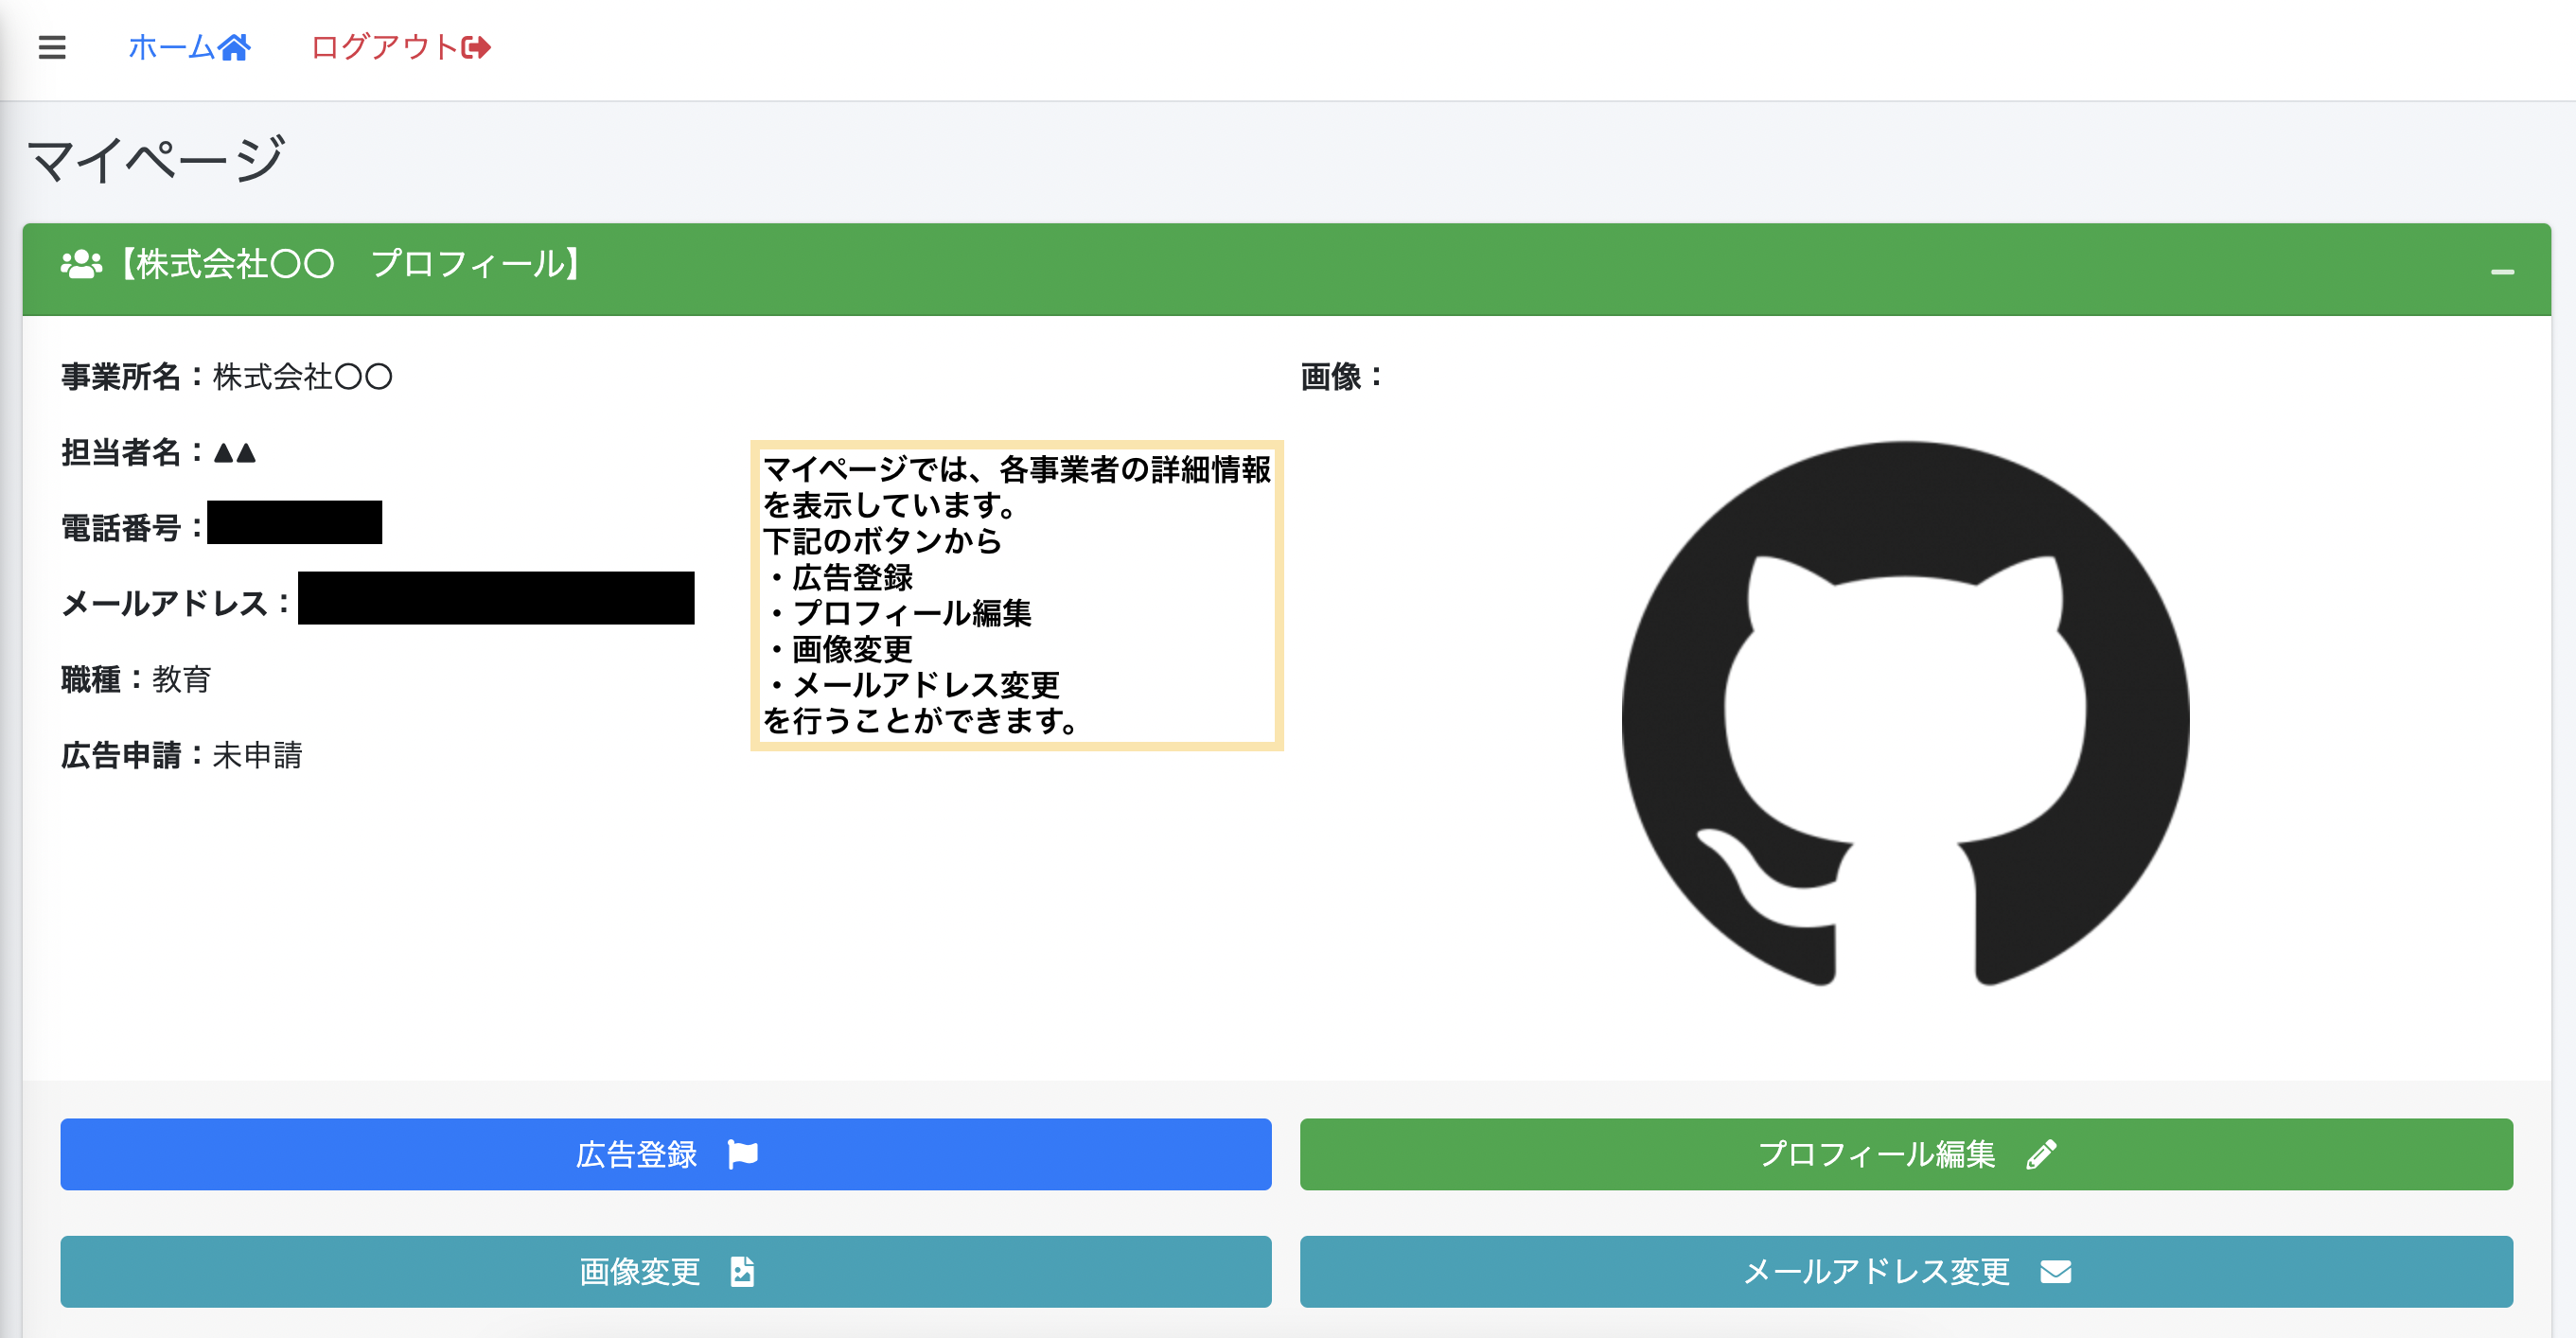 ホーム ログアウト
マイページ
【株式会社〇〇　プロフィール】
事業所名：株式会社〇〇
担当者名：▲▲
電話番号：
メールアドレス：
職種：教育
広告申請：未申請
マイページでは、各事業者の詳細情報
を表示しています。
下記のボタンから
・広告登録
・プロフィール編集
・画像変更
・メールアドレス変更
を行うことができます。
画像：
広告登録
プロフィール編集
画像変更
メールアドレス変更